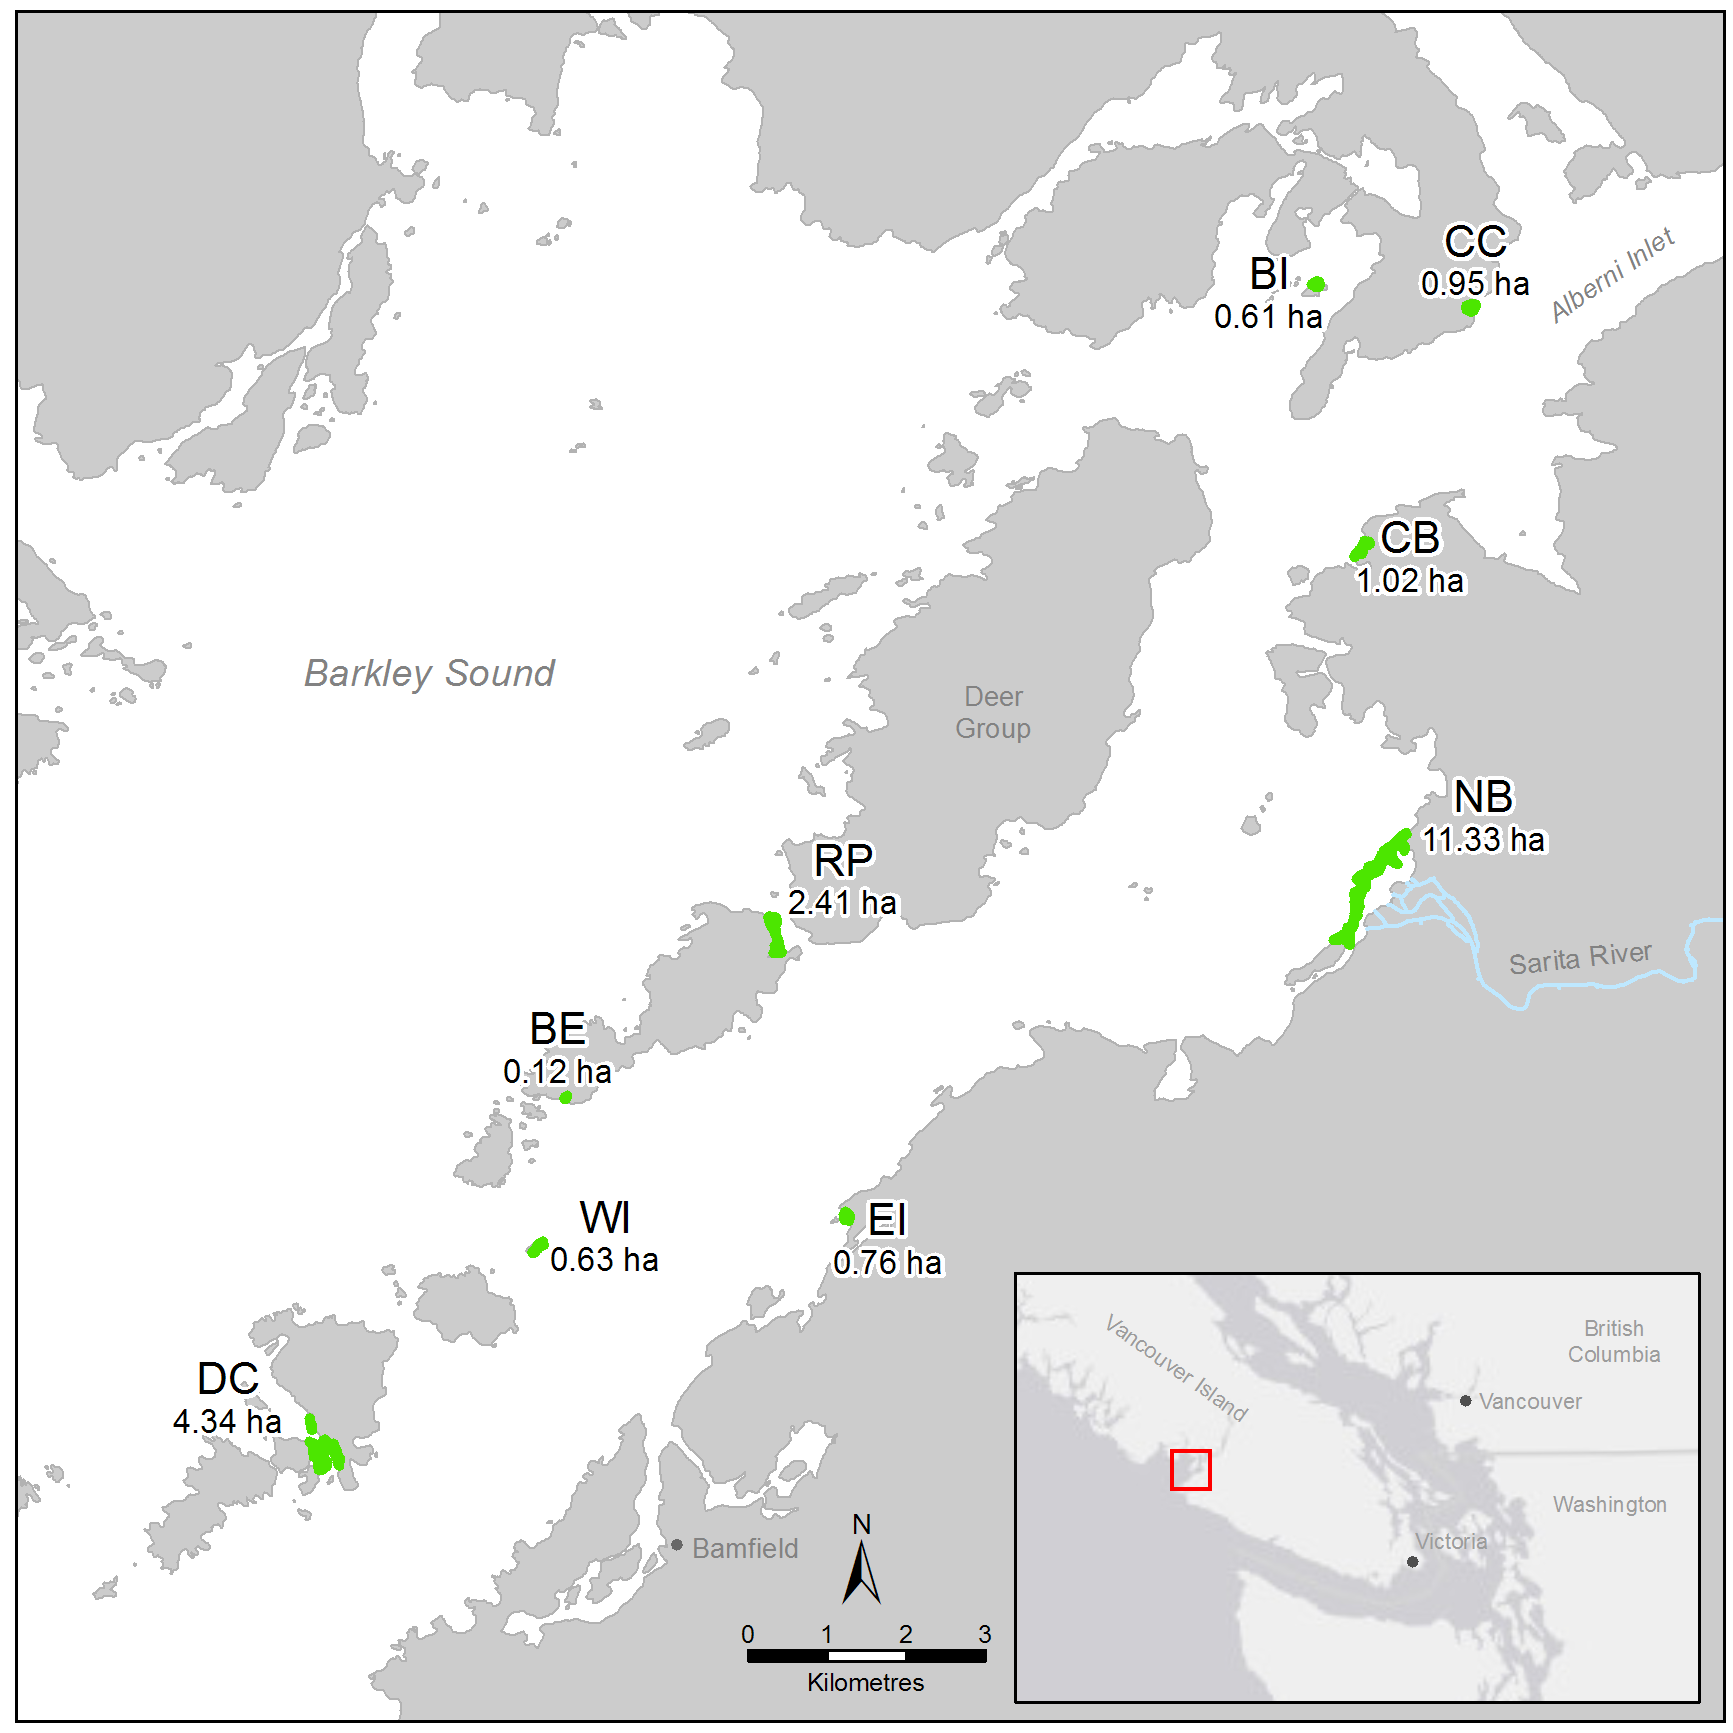 CC
0.95 ha
BI
0.61 ha
Alberni Inlet
CB
1.02 ha
Barkley Sound
Deer
Group
NB
11.33 ha
RP
2.41 ha
Sarita River
BE
0.12 ha
WI
0.63 ha
EI
0.76 ha
DC
4.34 ha
Bamfield
N
0 1 2 3
Kilometres
Vancouver Island
British
Columbia
Vancouver
Washington
Victoria